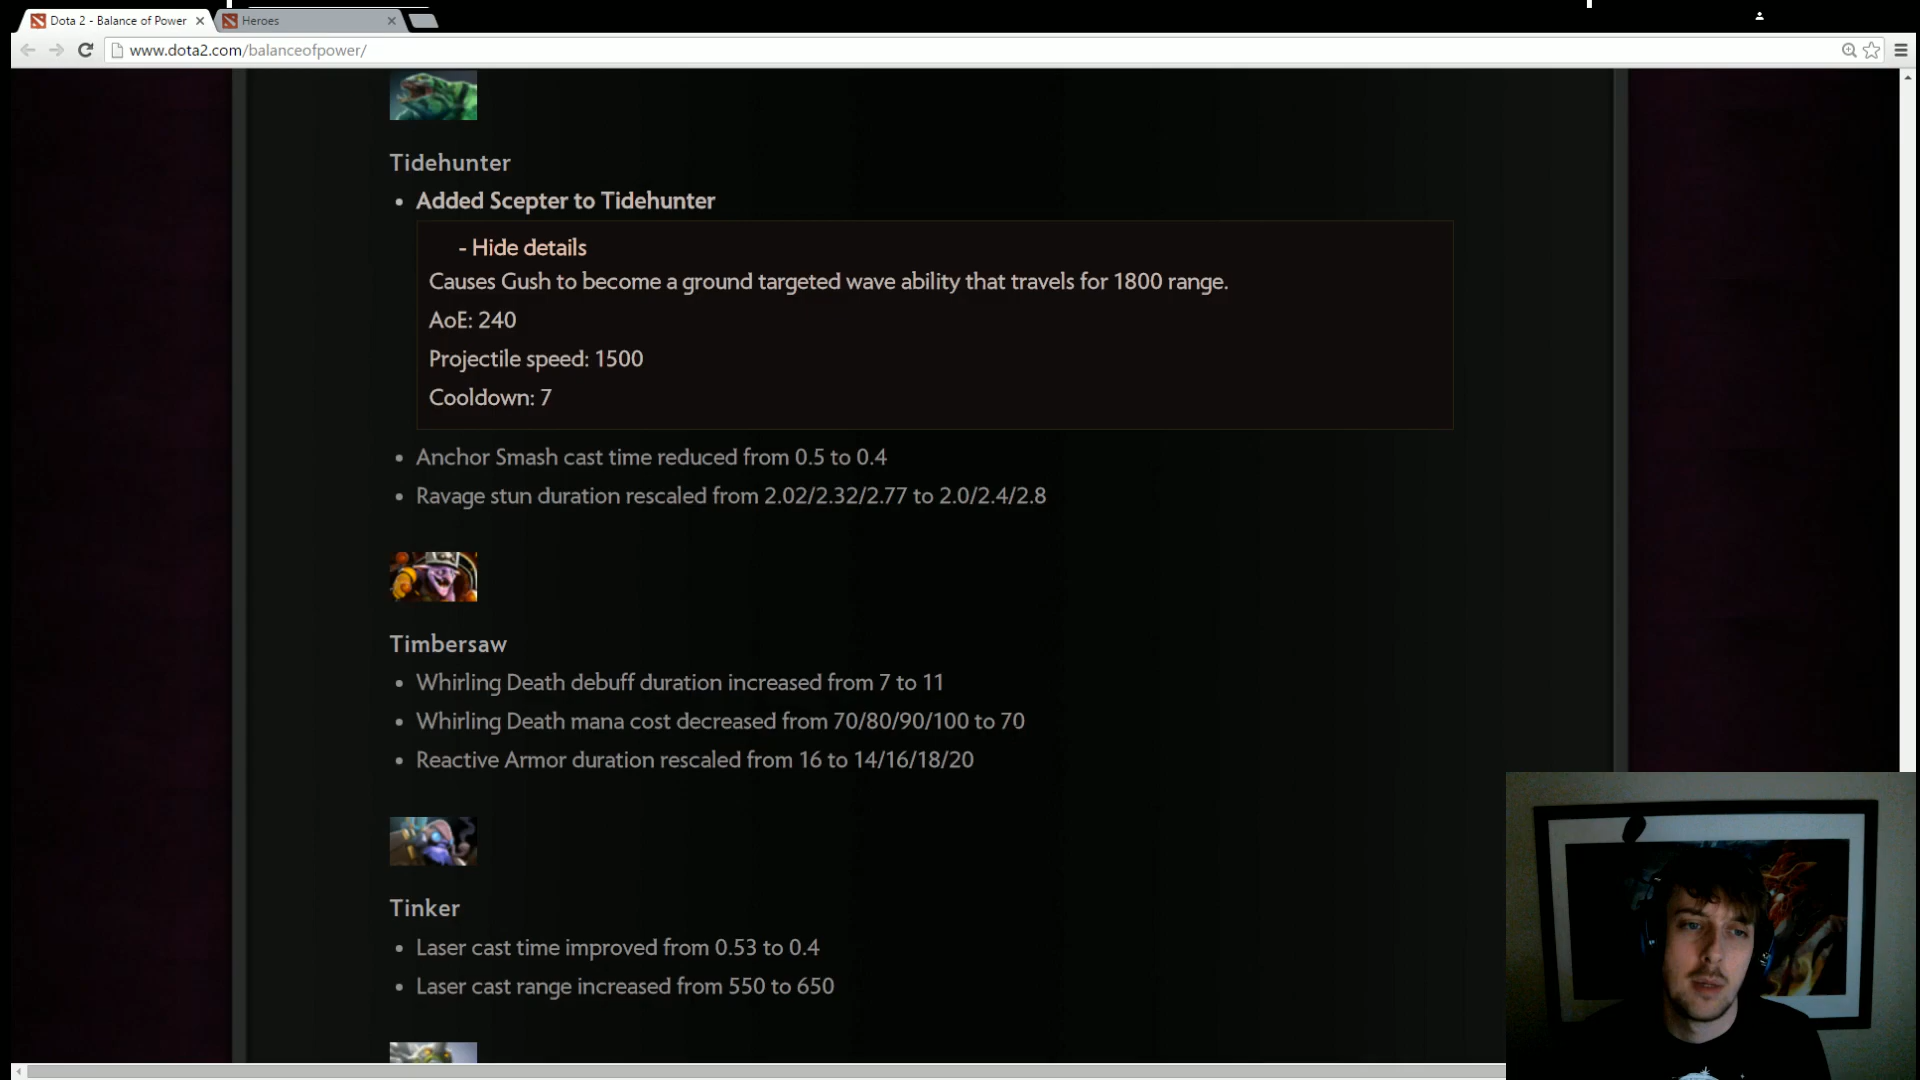 Dota 2 - Balance of Power
Heroes
www.dota2.com/balanceofpower/
Tidehunter
• Added Scepter to Tidehunter
- Hide details
Causes Gush to become a ground targeted wave ability that travels for 1800 range.
AoE: 240
Projectile speed: 1500
Cooldown: 7
• Anchor Smash cast time reduced from 0.5 to 0.4
• Ravage stun duration rescaled from 2.02/2.32/2.77 to 2.0/2.4/2.8
Timbersaw
• Whirling Death debuff duration increased from 7 to 11
• Whirling Death mana cost decreased from 70/80/90/100 to 70
• Reactive Armor duration rescaled from 16 to 14/16/18/20
Tinker
• Laser cast time improved from 0.53 to 0.4
• Laser cast range increased from 550 to 650